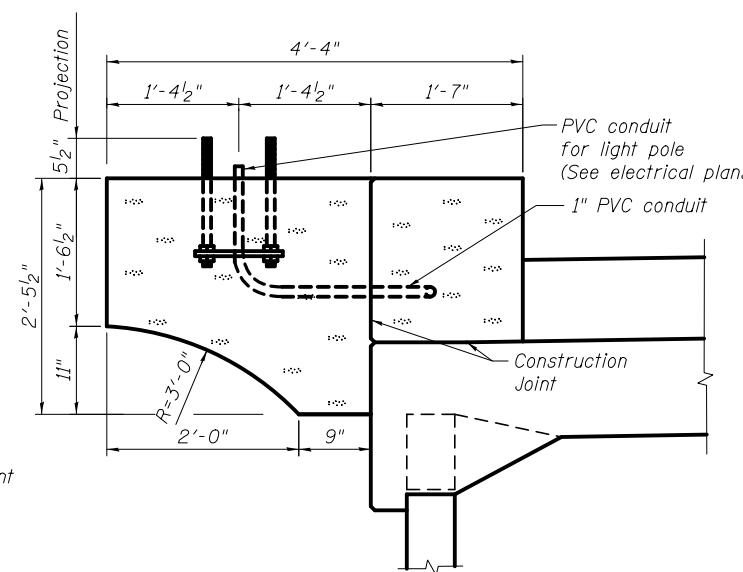 4'-4"
Projection
1'-4½"
1'-4½"
1'-7"
PVC conduit
for light pole
(See electrical plans
1" PVC conduit
5½"
1'-6½"
2'-5½"
11"
R=3'-0"
Construction
Joint
2'-0"
9"
nt